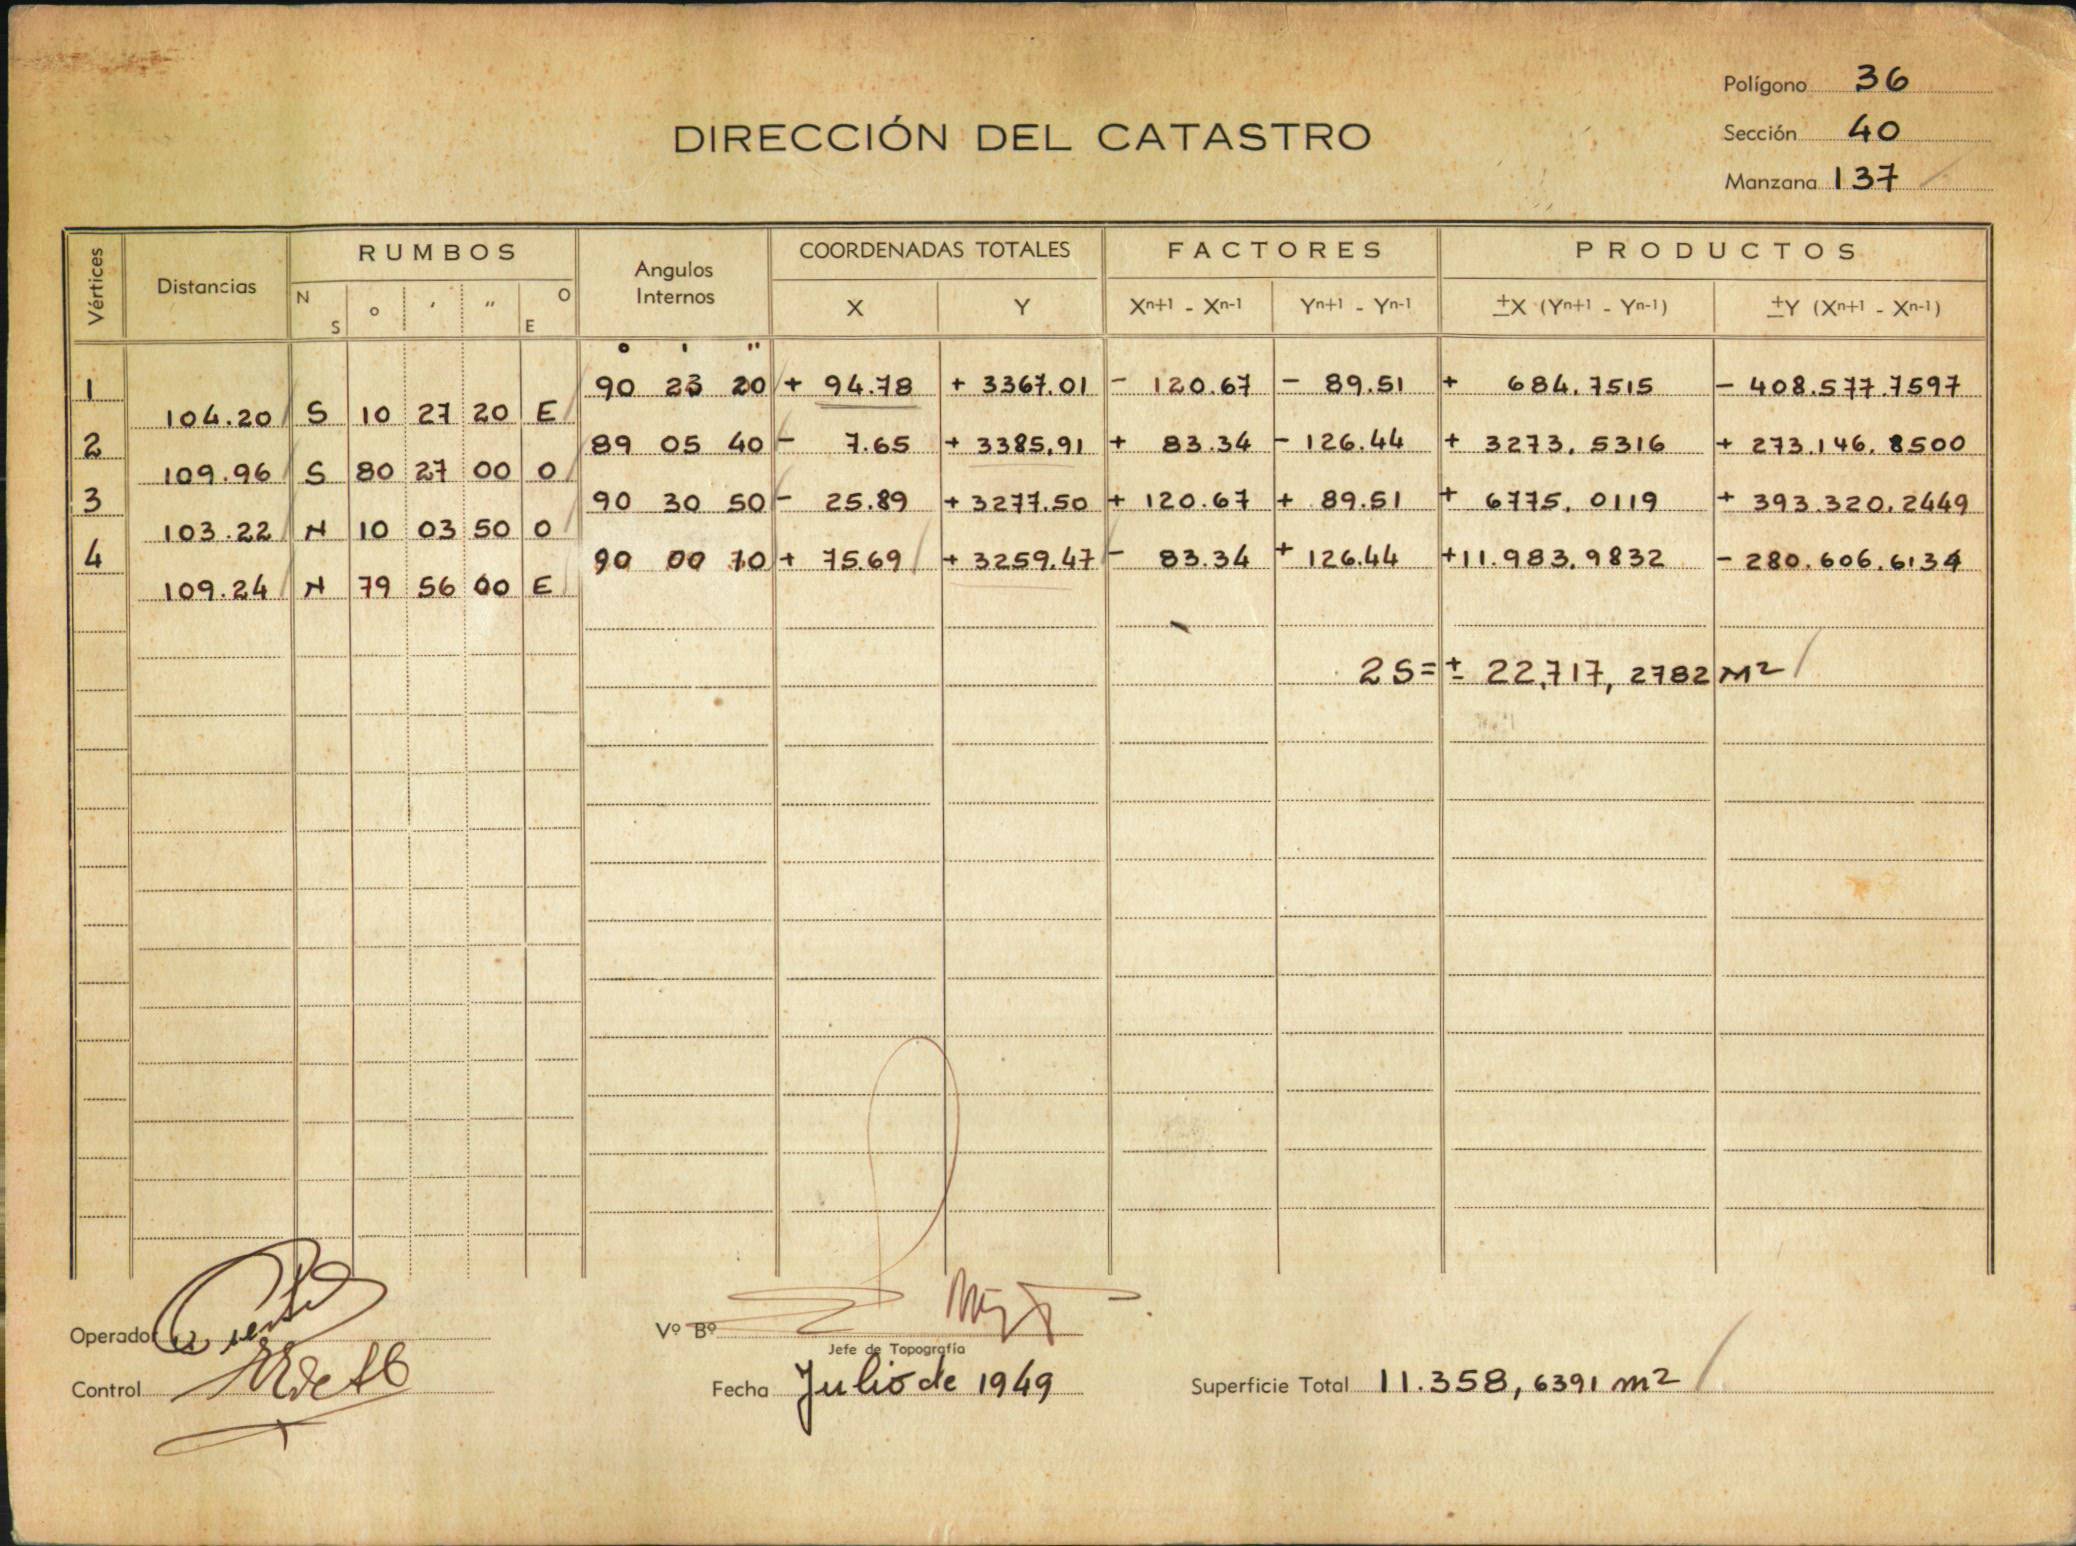 Polígono 36
DIRECCIÓN DEL CATASTRO
Sección 40
Manzana 137
Vértices Distancias RUMBOS Angulos Internos COORDENADAS TOTALES FACTORES PRODUCTOS
N S ° ′ ″ O E X Y Xn+1 - Xn-1 Yn+1 - Yn-1 ±X (Yn+1 - Yn-1) ±Y (Xn+1 - Xn-1)
° ' "
1 90 23 20 + 94.78 + 3367.01 - 120.67 - 89.51 + 684.7515 - 408.577.7597
104.20 S 10 27 20 E
2 89 05 40 - 7.65 + 3385.91 + 83.34 - 126.44 + 3273.5316 + 273.146.8500
109.96 S 80 27 00 O
3 90 30 50 - 25.89 + 3277.50 + 120.67 + 89.51 + 6775.0119 + 393.320.2449
103.22 N 10 03 50 O
4 90 00 10 + 75.69 + 3259.47 - 83.34 + 126.44 + 11.983.9832 - 280.606.6134
109.24 N 79 56 00 E
2S = ± 22,717,2782 m2
Operador
Vº Bº
Jefe de Topografía
Control
Fecha Julio de 1949
Superficie Total 11.358,6391 m2